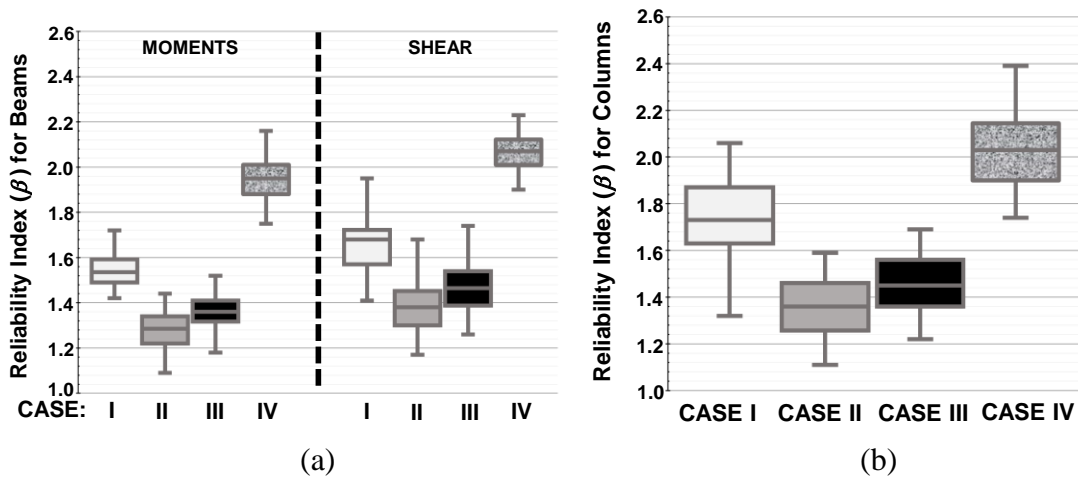 Reliability Index (β) for Beams
2.6
2.4
2.2
2.0
1.8
1.6
1.4
1.2
1.0
MOMENTS
SHEAR
CASE: I II III IV I II III IV
(a)
Reliability Index (β) for Columns
2.6
2.4
2.2
2.0
1.8
1.6
1.4
1.2
1.0
CASE I CASE II CASE III CASE IV
(b)